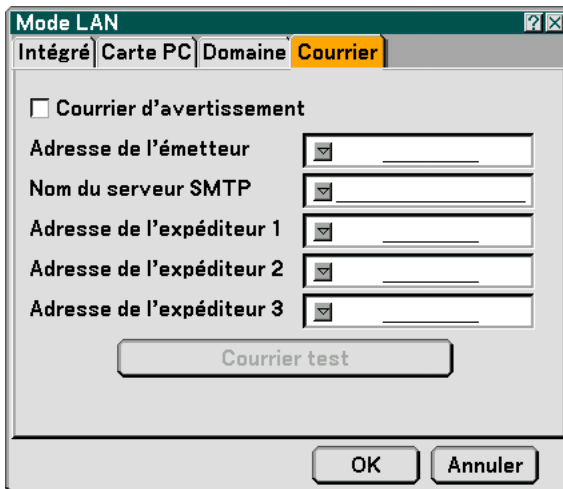 Mode LAN
Intégré Carte PC Domaine Courrier
Courrier d'avertissement
Adresse de l'émetteur
Nom du serveur SMTP
Adresse de l'expéditeur 1
Adresse de l'expéditeur 2
Adresse de l'expéditeur 3
Courrier test
OK Annuler